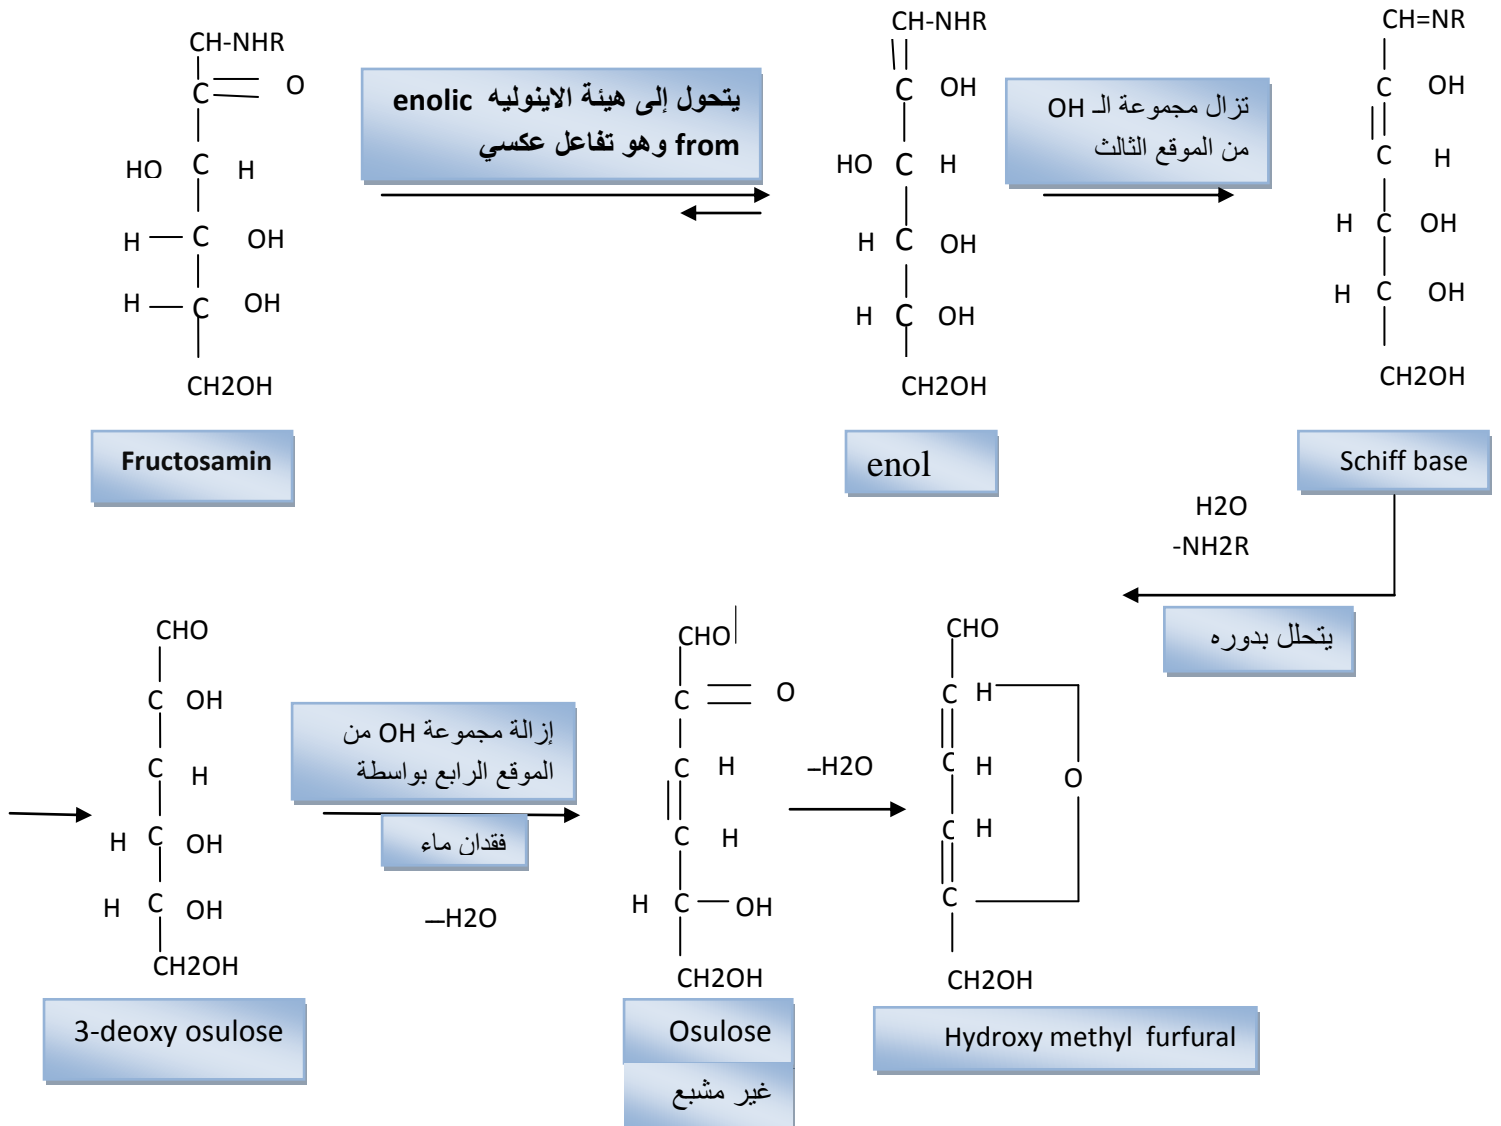 CH-NHR
C O
HO C H
H C OH
H C OH
CH2OH
Fructosamin
يتحول إلى هيئة الاينوليه enolic
from وهو تفاعل عكسي
CH-NHR
C OH
HO C H
H C OH
H C OH
CH2OH
enol
تزال مجموعة الـ OH
من الموقع الثالث
CH=NR
C OH
C H
H C OH
H C OH
CH2OH
Schiff base
H2O
-NH2R
يتحلل بدوره
CHO
C OH
C H
H C OH
H C OH
CH2OH
3-deoxy osulose
إزالة مجموعة OH من
الموقع الرابع بواسطة
فقدان ماء
–H2O
CHO
C O
C H
C H
H C OH
CH2OH
Osulose
غير مشبع
–H2O
CHO
C H
C H
O
C H
C
CH2OH
Hydroxy methyl furfural